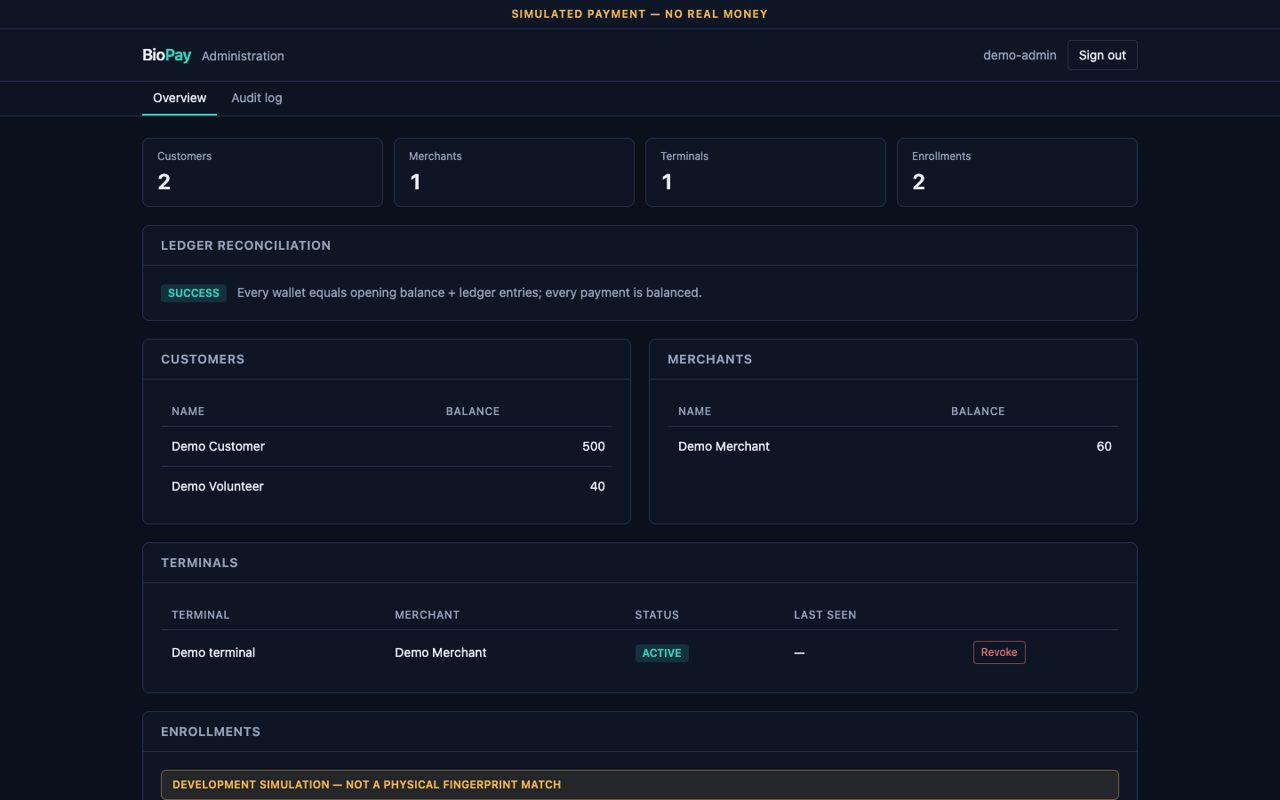 SIMULATED PAYMENT — NO REAL MONEY
BioPay Administration demo-admin Sign out
Overview Audit log
Customers Merchants Terminals Enrollments
2 1 1 2
LEDGER RECONCILIATION
SUCCESS Every wallet equals opening balance + ledger entries; every payment is balanced.
CUSTOMERS
NAME BALANCE
Demo Customer 500
Demo Volunteer 40
MERCHANTS
NAME BALANCE
Demo Merchant 60
TERMINALS
TERMINAL MERCHANT STATUS LAST SEEN
Demo terminal Demo Merchant ACTIVE — Revoke
ENROLLMENTS
DEVELOPMENT SIMULATION — NOT A PHYSICAL FINGERPRINT MATCH